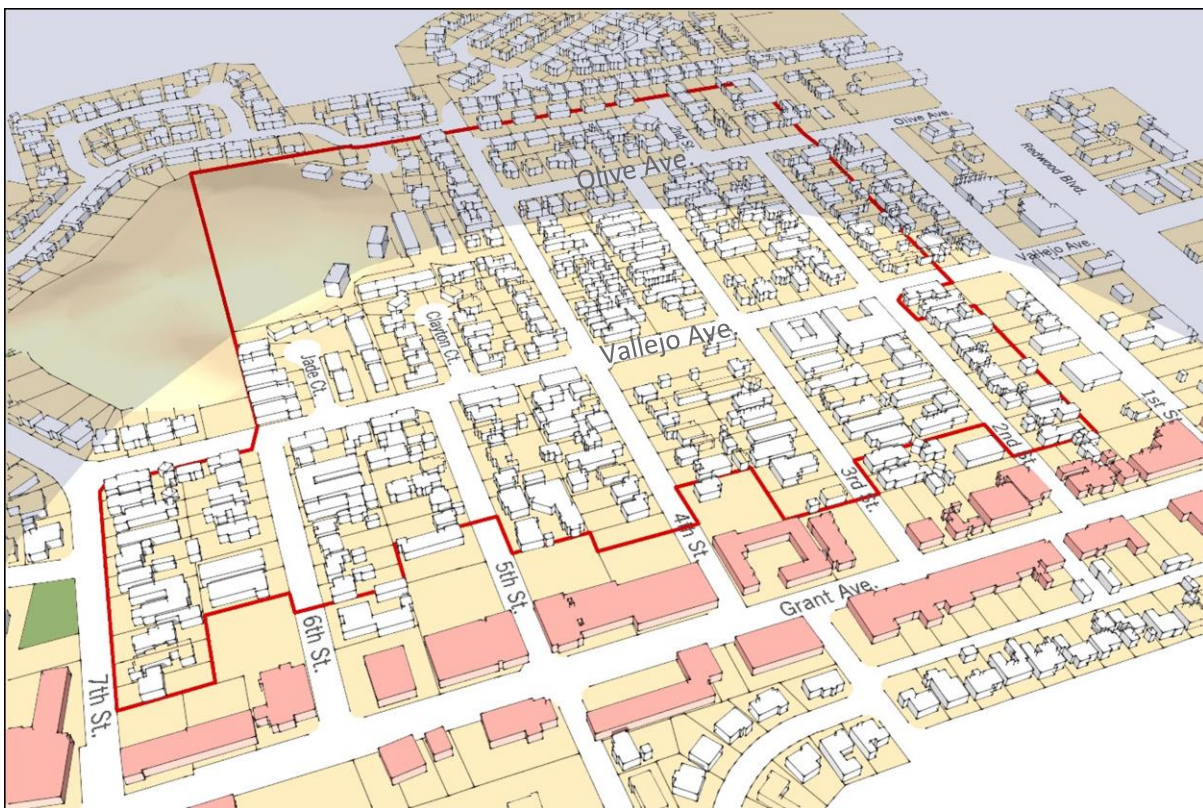 Olive Ave.
2nd St.
Redwood Blvd.
Olive Ave.
Vallejo Ave.
Clayton Ct.
Vallejo Ave.
Jade Ct.
1st St.
2nd St.
3rd St.
4th St.
5th St.
Grant Ave.
6th St.
7th St.